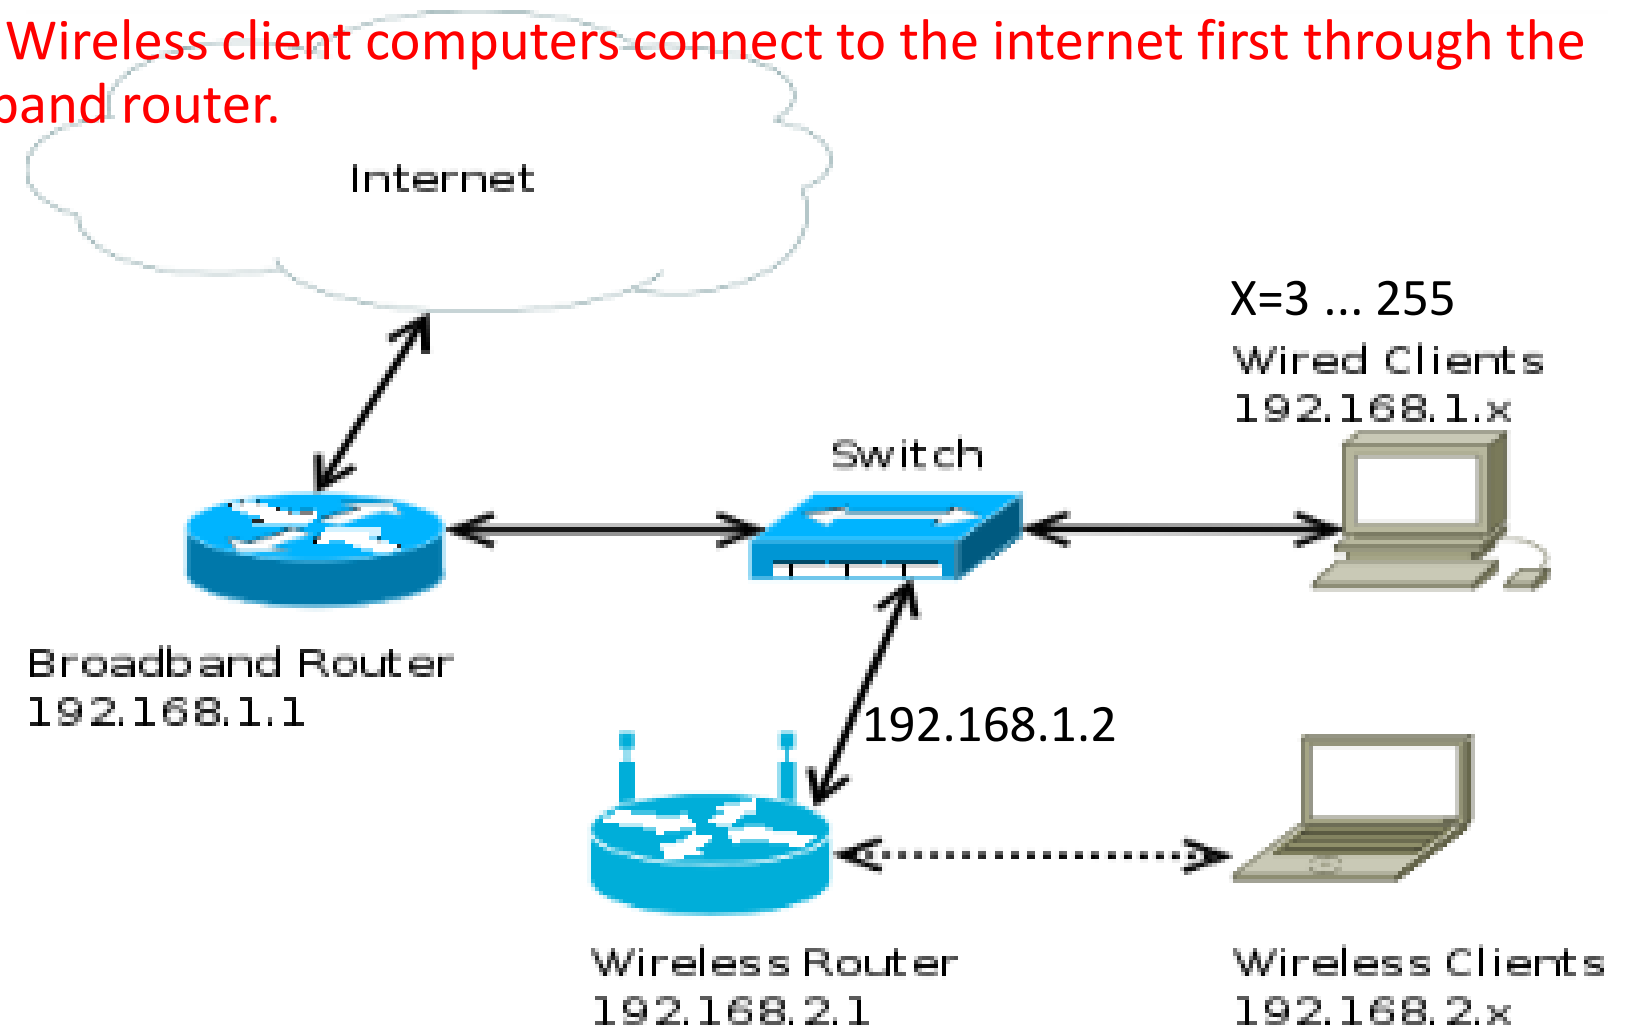 Wireless client computers connect to the internet first through the
band router.
Internet
X=3 ... 255
Wired Clients
192.168.1.x
Switch
Broadband Router
192.168.1.1
192.168.1.2
Wireless Router
192.168.2.1
Wireless Clients
192.168.2.x